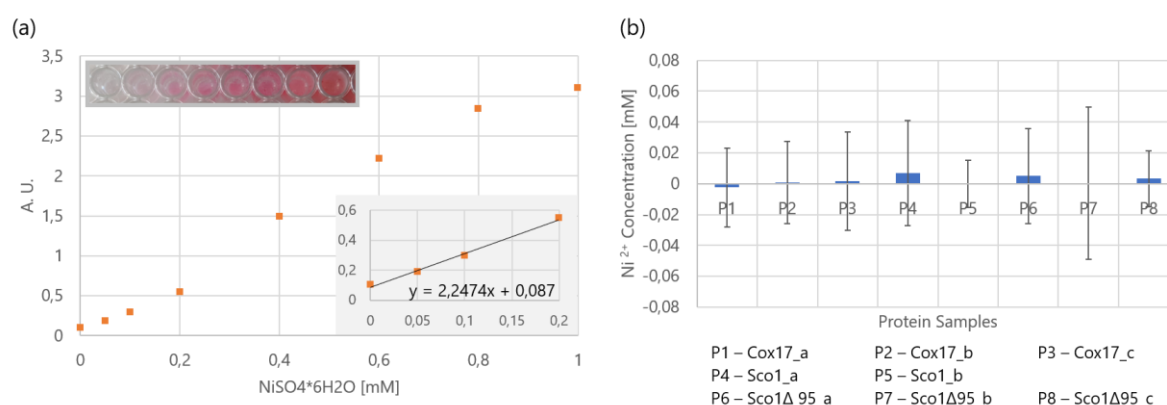 (a)
3,5
3
2,5
2
1,5
1
0,5
0
A. U.
0 0,2 0,4 0,6 0,8 1
NiSO4*6H2O [mM]
0,6
0,4
0,2
0
y = 2,2474x + 0,087
0 0,05 0,1 0,15 0,2
(b)
0,08
0,06
0,04
0,02
0
-0,02
-0,04
-0,06
-0,08
Ni ²⁺ Concentration [mM]
P1 P2 P3 P4 P5 P6 P7 P8
Protein Samples
P1 – Cox17_a P2 – Cox17_b P3 – Cox17_c
P4 – Sco1_a P5 – Sco1_b
P6 – Sco1Δ 95_a P7 – Sco1Δ95_b P8 – Sco1Δ95_c